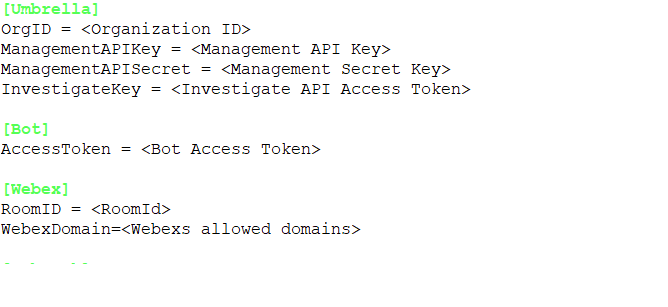 [Umbrella]
OrgID = <Organization ID>
ManagementAPIKey = <Management API Key>
ManagementAPISecret = <Management Secret Key>
InvestigateKey = <Investigate API Access Token>
[Bot]
AccessToken = <Bot Access Token>
[Webex]
RoomID = <RoomId>
WebexDomain=<Webexs allowed domains>